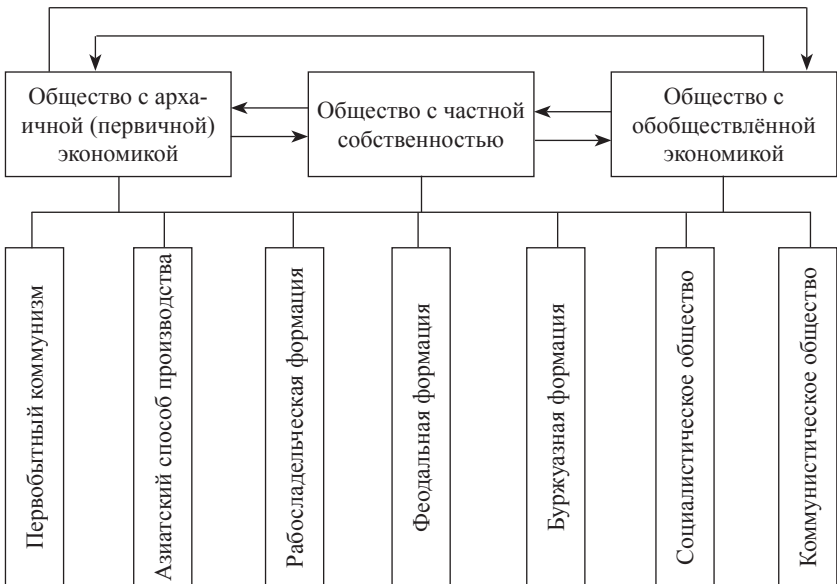 Общество с арха-
ичной (первичной)
экономикой
Общество с частной
собственностью
Общество с
обобществлённой
экономикой
Первобытный коммунизм
Азиатский способ производства
Рабосладельческая формация
Феодальная формация
Буржуазная формация
Социалистическое общество
Коммунистическое общество